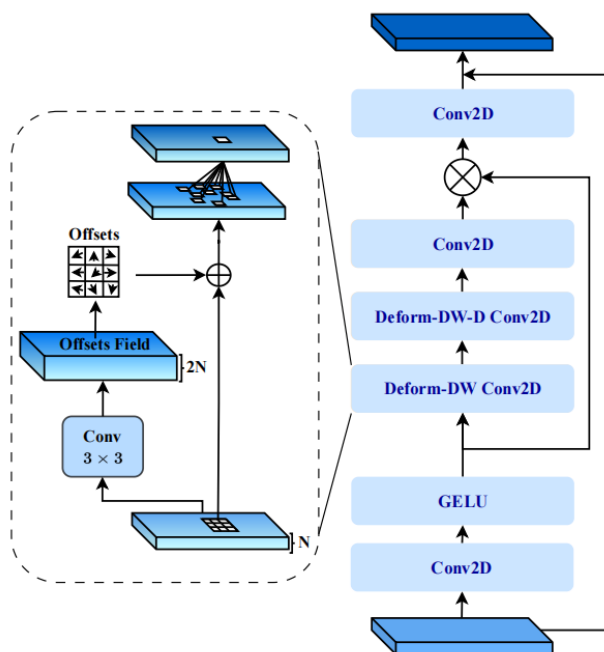 Offsets
Offsets Field
2N
Conv
3 × 3
N
Conv2D
Conv2D
Deform-DW-D Conv2D
Deform-DW Conv2D
GELU
Conv2D